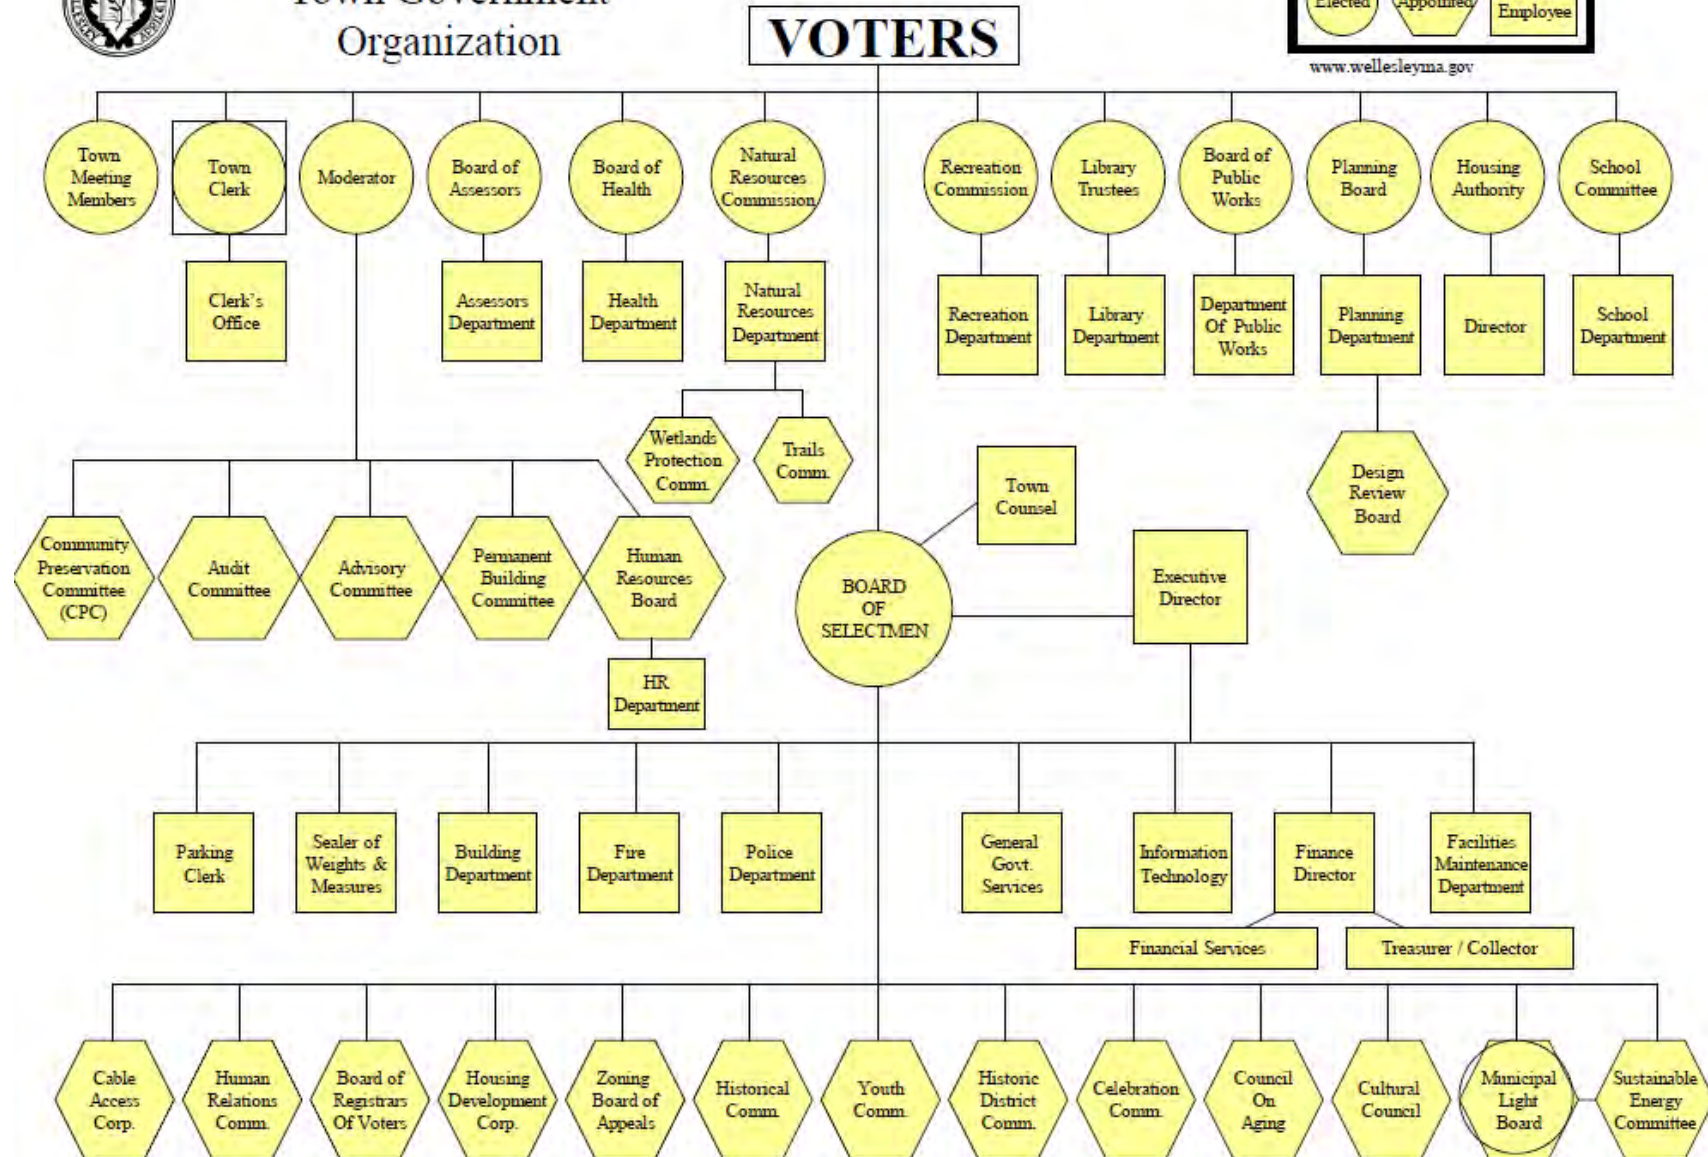 Town Government
Organization
VOTERS
Elected
Appointed
Employee
www.wellesleyma.gov
Town
Meeting
Members
Town
Clerk
Moderator
Board of
Assessors
Board of
Health
Natural
Resources
Commission
Recreation
Commission
Library
Trustees
Board of
Public
Works
Planning
Board
Housing
Authority
School
Committee
Clerk's
Office
Assessors
Department
Health
Department
Natural
Resources
Department
Recreation
Department
Library
Department
Department
Of Public
Works
Planning
Department
Director
School
Department
Wetlands
Protection
Comm.
Trails
Comm.
Design
Review
Board
Town
Counsel
Community
Preservation
Committee
(CPC)
Audit
Committee
Advisory
Committee
Permanent
Building
Committee
Human
Resources
Board
BOARD
OF
SELECTMEN
Executive
Director
HR
Department
Parking
Clerk
Sealer of
Weights &
Measures
Building
Department
Fire
Department
Police
Department
General
Govt.
Services
Information
Technology
Finance
Director
Facilities
Maintenance
Department
Financial Services
Treasurer / Collector
Cable
Access
Corp.
Human
Relations
Comm.
Board of
Registrars
Of Voters
Housing
Development
Corp.
Zoning
Board of
Appeals
Historical
Comm.
Youth
Comm.
Historic
District
Comm.
Celebration
Comm.
Council
On
Aging
Cultural
Council
Municipal
Light
Board
Sustainable
Energy
Committee